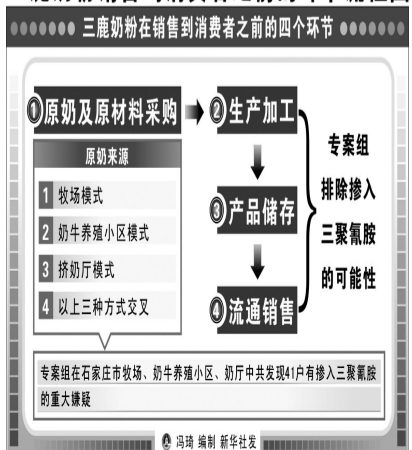 三鹿奶粉在销售到消费者之前的四个环节
①原奶及原材料采购
②生产加工
③产品储存
④流通销售
原奶来源
1 牧场模式
2 奶牛养殖小区模式
3 挤奶厅模式
4 以上三种方式交叉
专案组
排除掺入
三聚氰胺
的可能性
专案组在石家庄市牧场、奶牛养殖小区、奶厅中共发现41户有掺入三聚氰胺
的重大嫌疑
冯琦 编制 新华社发